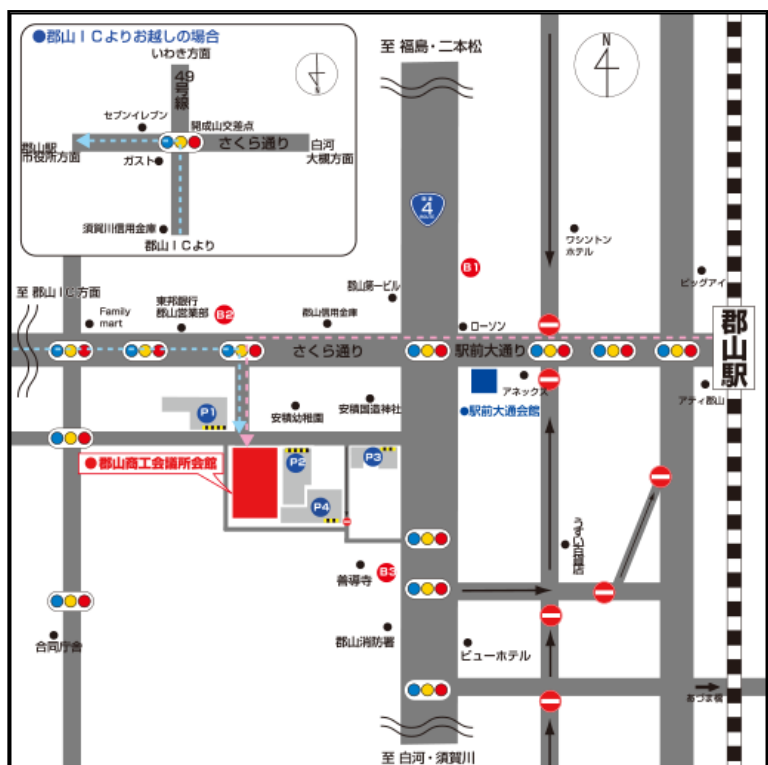 ●郡山ICよりお越しの場合
いわき方面
49号線
セブンイレブン
開成山交差点
郡山駅
市役所方面
さくら通り
白河
大槻方面
ガスト
須賀川信用金庫
郡山ICより
N
至 福島・二本松
4
B1
ワシントン
ホテル
ビッグアイ
至 郡山IC方面
Family
mart
東邦銀行
郡山営業部
B2
郡山第一ビル
郡山信用金庫
ローソン
郡山駅
さくら通り
駅前大通り
アネックス
●駅前大通会館
アティ郡山
P1
安積幼稚園
安積国造神社
●郡山商工会議所会館
P2
P3
P4
うすい百貨店
善導寺
B3
合同庁舎
郡山消防署
ビューホテル
あづま橋
至 白河・須賀川